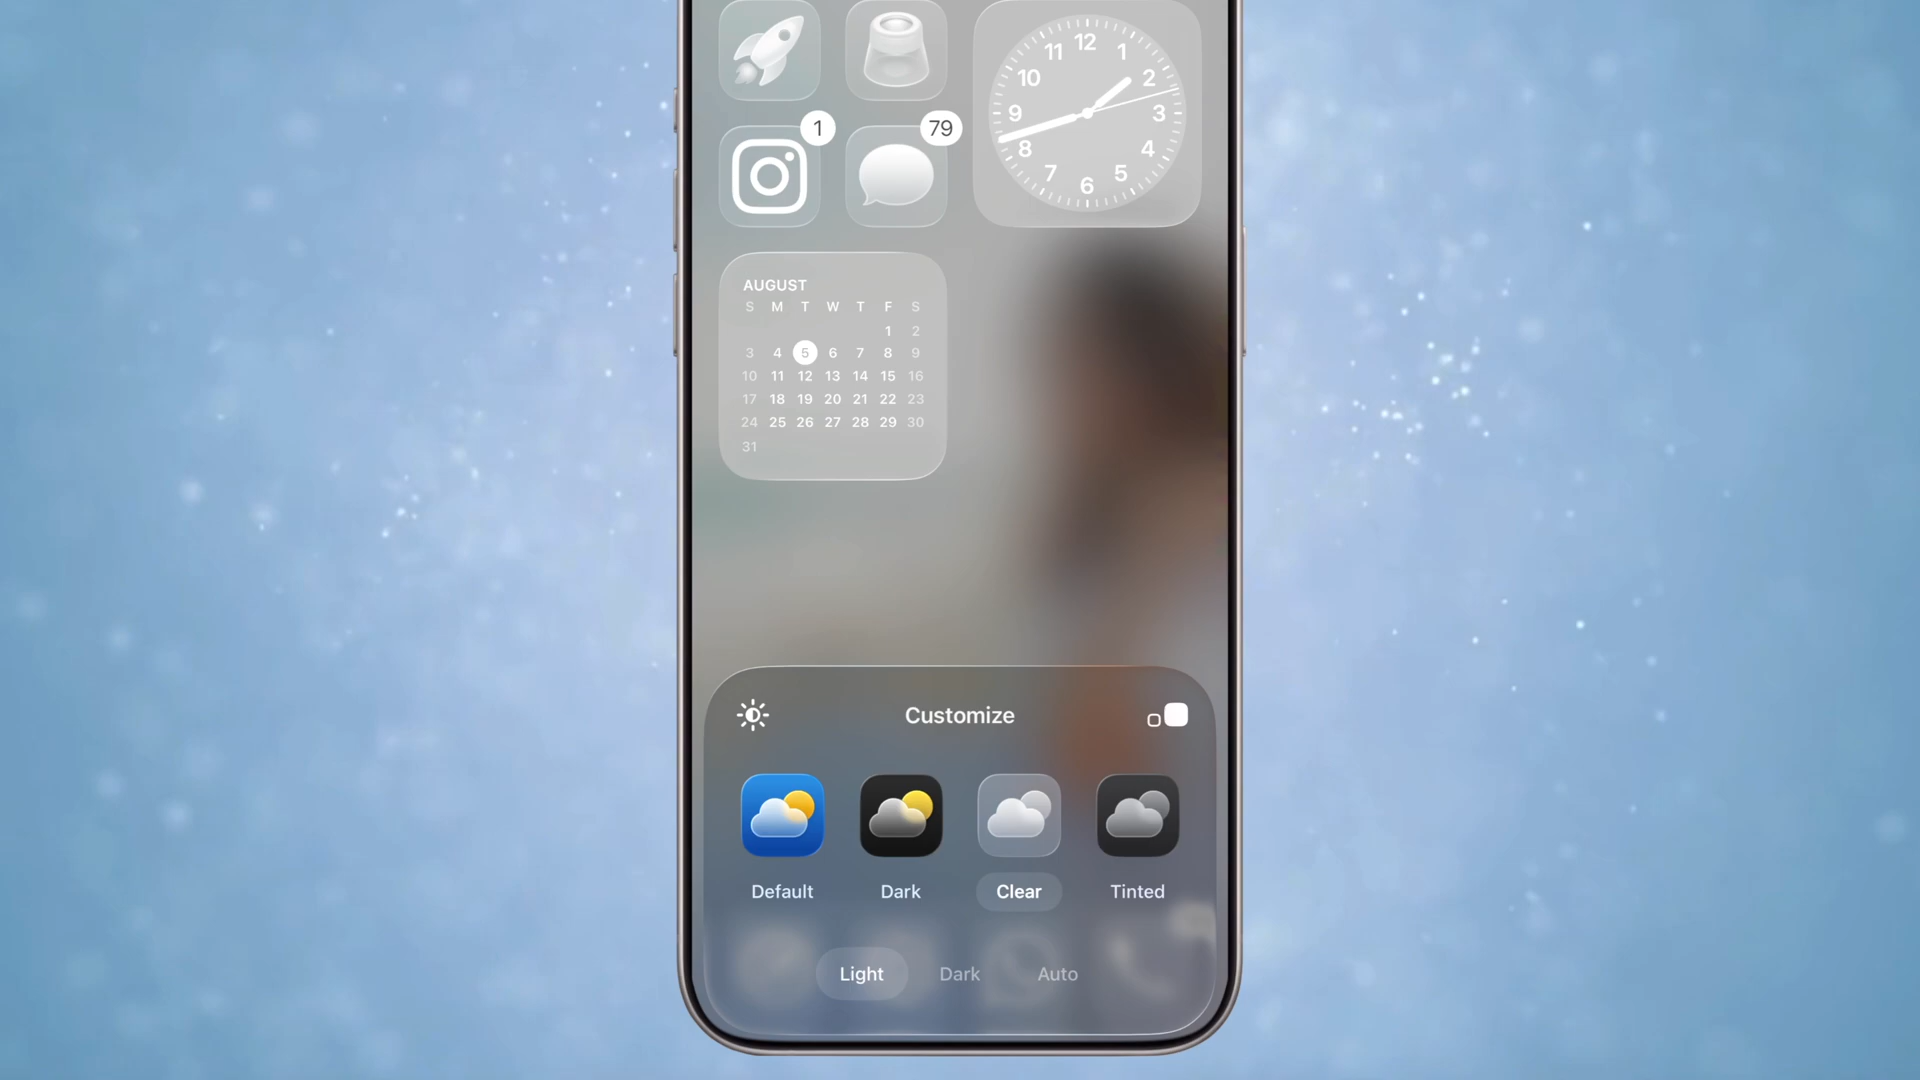 12
11 1
10 2
9 3
8 4
7 5
6
1
79
AUGUST
S M T W T F S
1 2
3 4 5 6 7 8 9
10 11 12 13 14 15 16
17 18 19 20 21 22 23
24 25 26 27 28 29 30
31
Customize
Default Dark Clear Tinted
Light Dark Auto